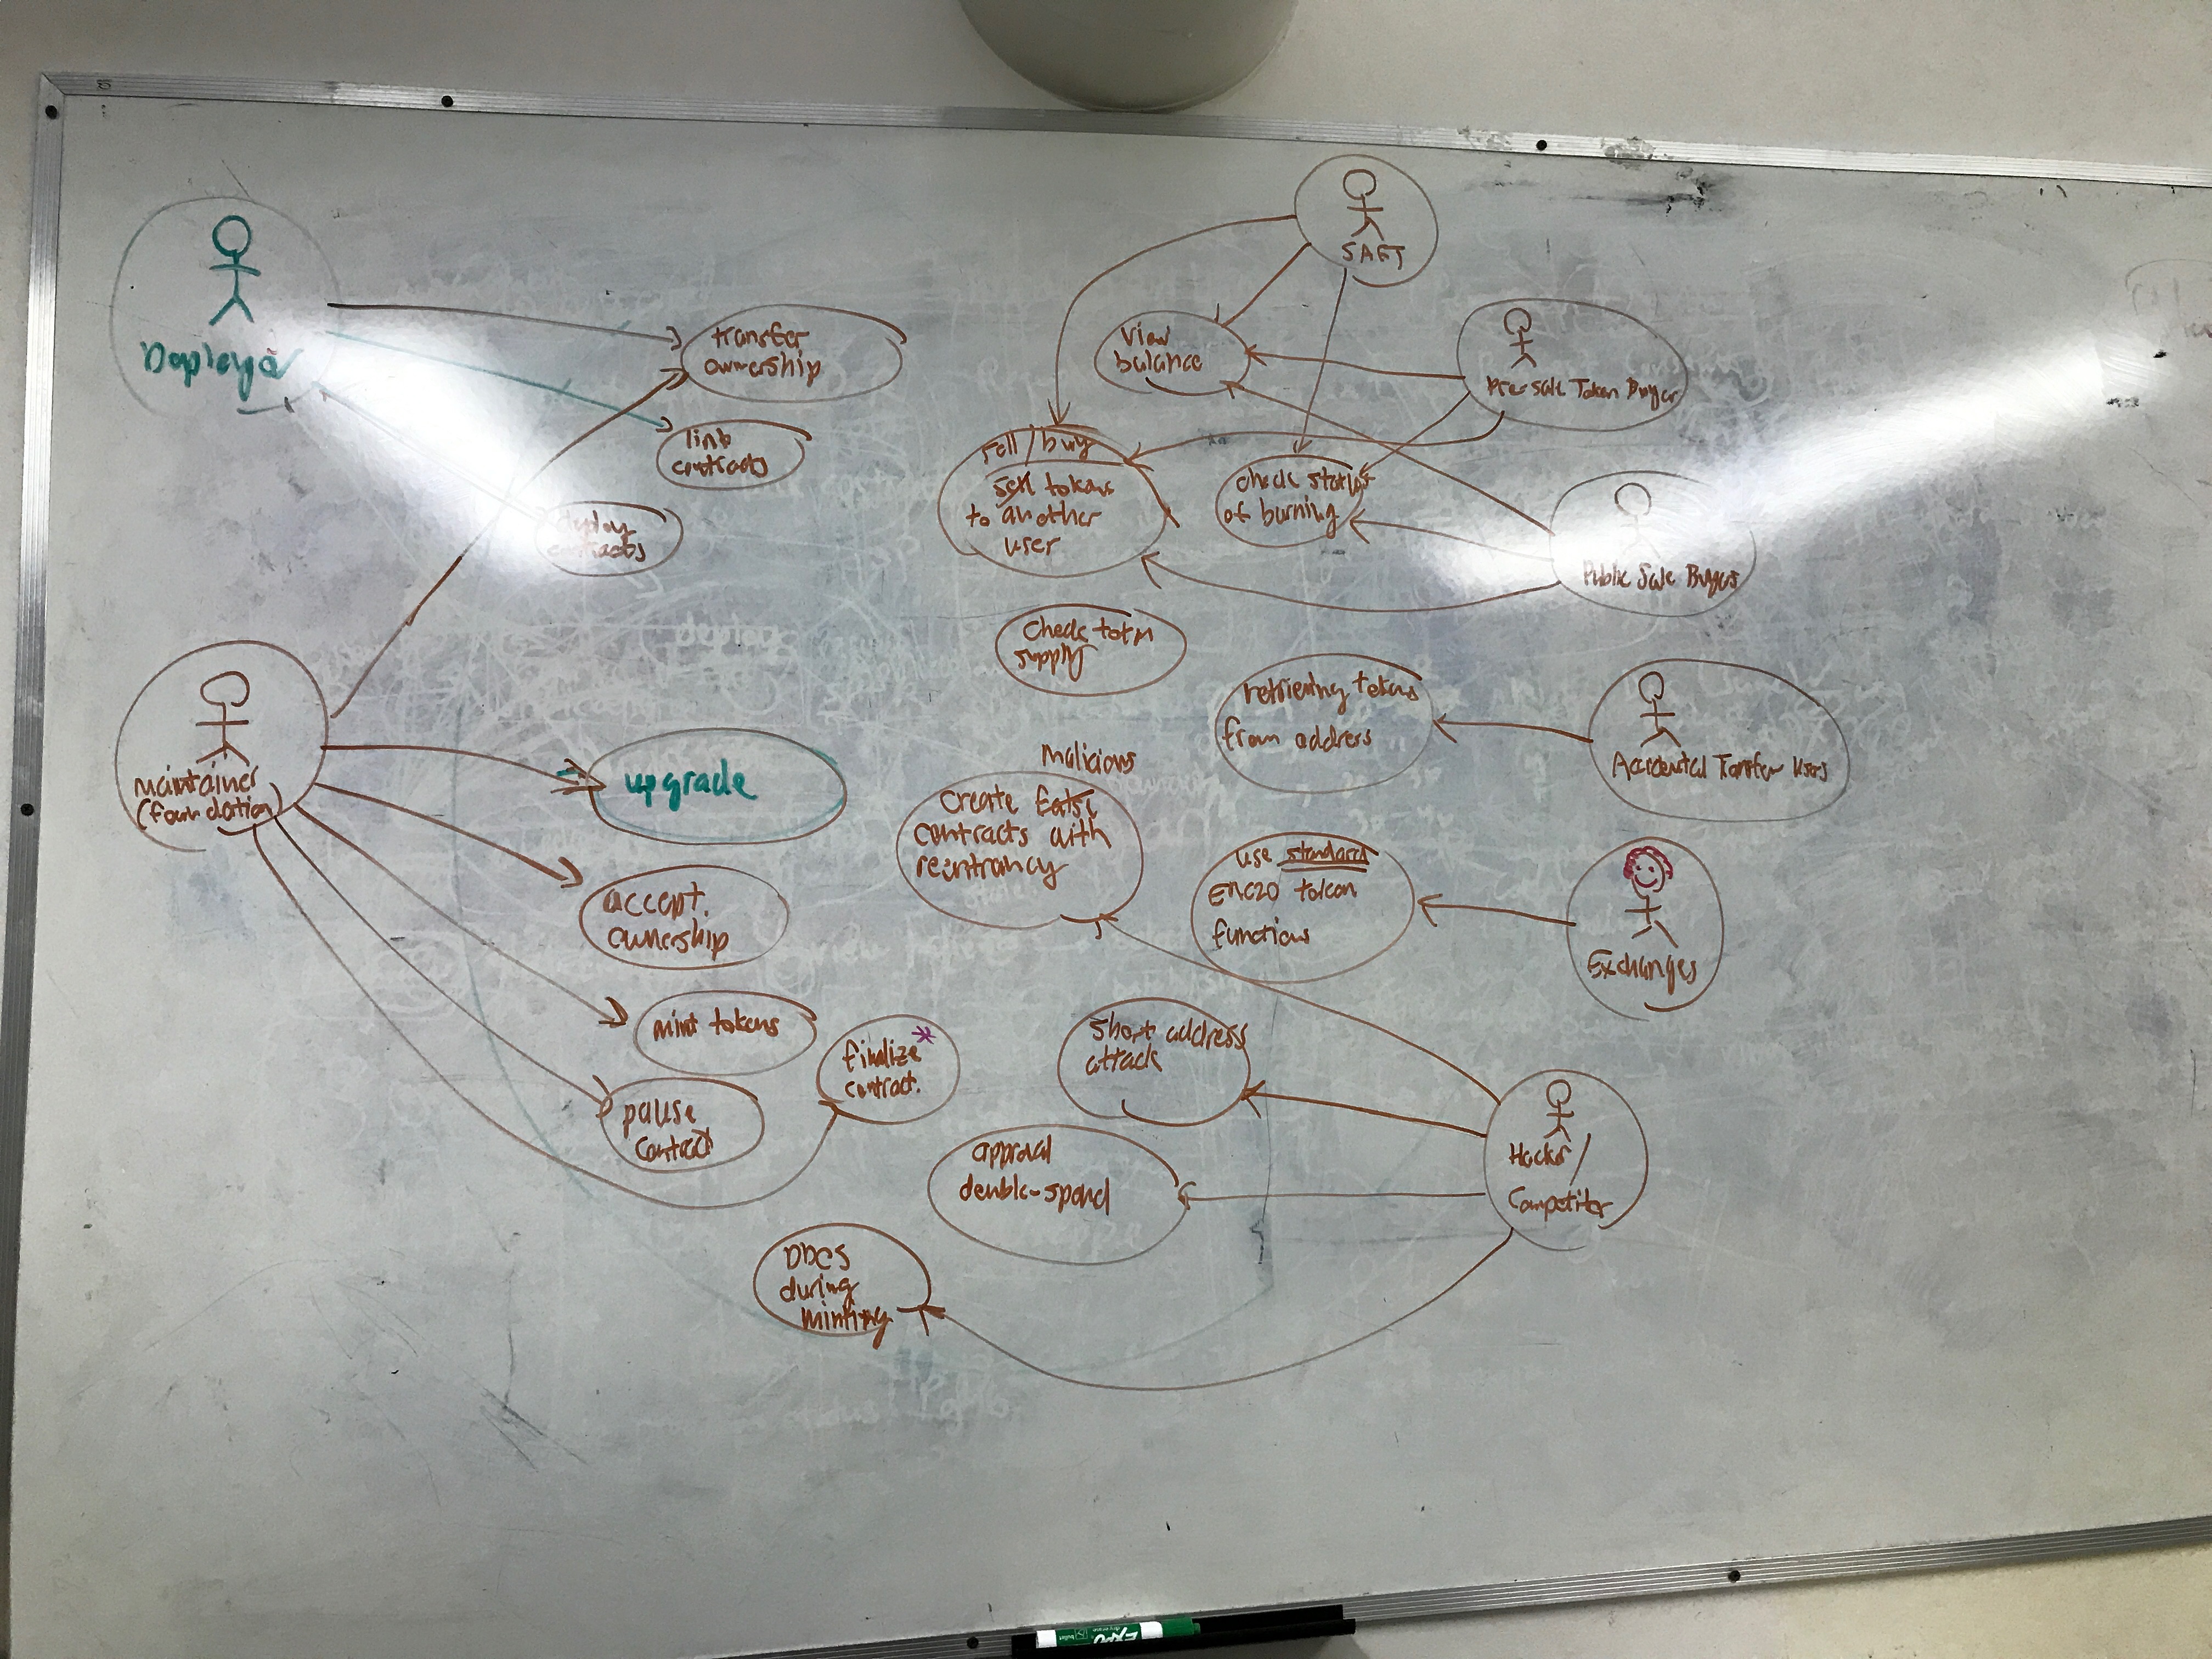 SAFT
Deployer
transfer
ownership
view
balance
pre-sale Token Buyer
link
contracts
sell / buy
sell tokens
to another
user
check status
of burning
deploy
contracts
Public Sale Buyers
check total
supply
retrieving tokens
from address
Accidental Transfer Users
maintainer
(foundation)
upgrade
Malicious
create
contracts with
reentrancy
use standard
ERC20 token
functions
Exchanges
accept.
ownership
mint tokens
finalize *
contract.
short address
attack
pause
contract
approval
double-spend
Hacker /
Competitor
DDOS
during
minting
EXPO